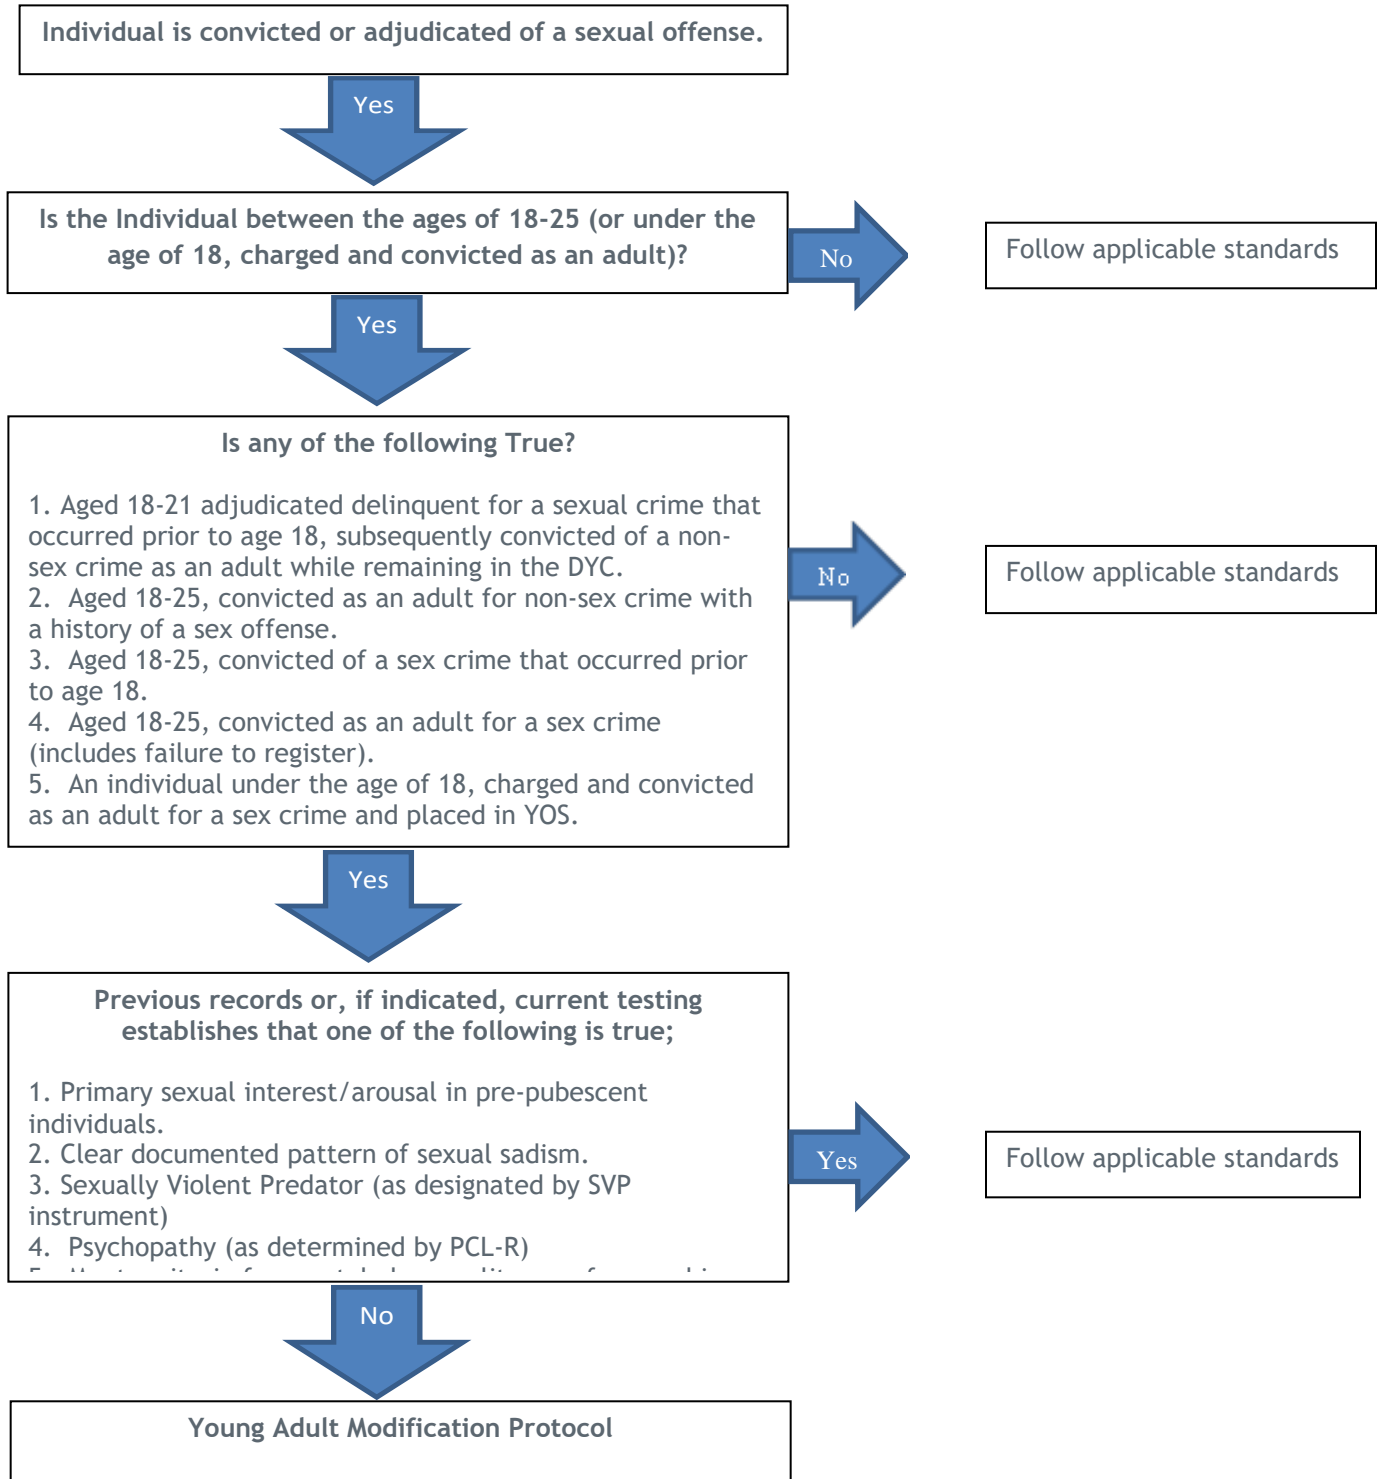 Individual is convicted or adjudicated of a sexual offense.
Yes
Is the Individual between the ages of 18-25 (or under the
age of 18, charged and convicted as an adult)?
No
Follow applicable standards
Yes
Is any of the following True?
1. Aged 18-21 adjudicated delinquent for a sexual crime that
occurred prior to age 18, subsequently convicted of a non-
sex crime as an adult while remaining in the DYC.
2. Aged 18-25, convicted as an adult for non-sex crime with
a history of a sex offense.
3. Aged 18-25, convicted of a sex crime that occurred prior
to age 18.
4. Aged 18-25, convicted as an adult for a sex crime
(includes failure to register).
5. An individual under the age of 18, charged and convicted
as an adult for a sex crime and placed in YOS.
No
Follow applicable standards
Yes
Previous records or, if indicated, current testing
establishes that one of the following is true;
1. Primary sexual interest/arousal in pre-pubescent
individuals.
2. Clear documented pattern of sexual sadism.
3. Sexually Violent Predator (as designated by SVP
instrument)
4. Psychopathy (as determined by PCL-R)
Yes
Follow applicable standards
No
Young Adult Modification Protocol